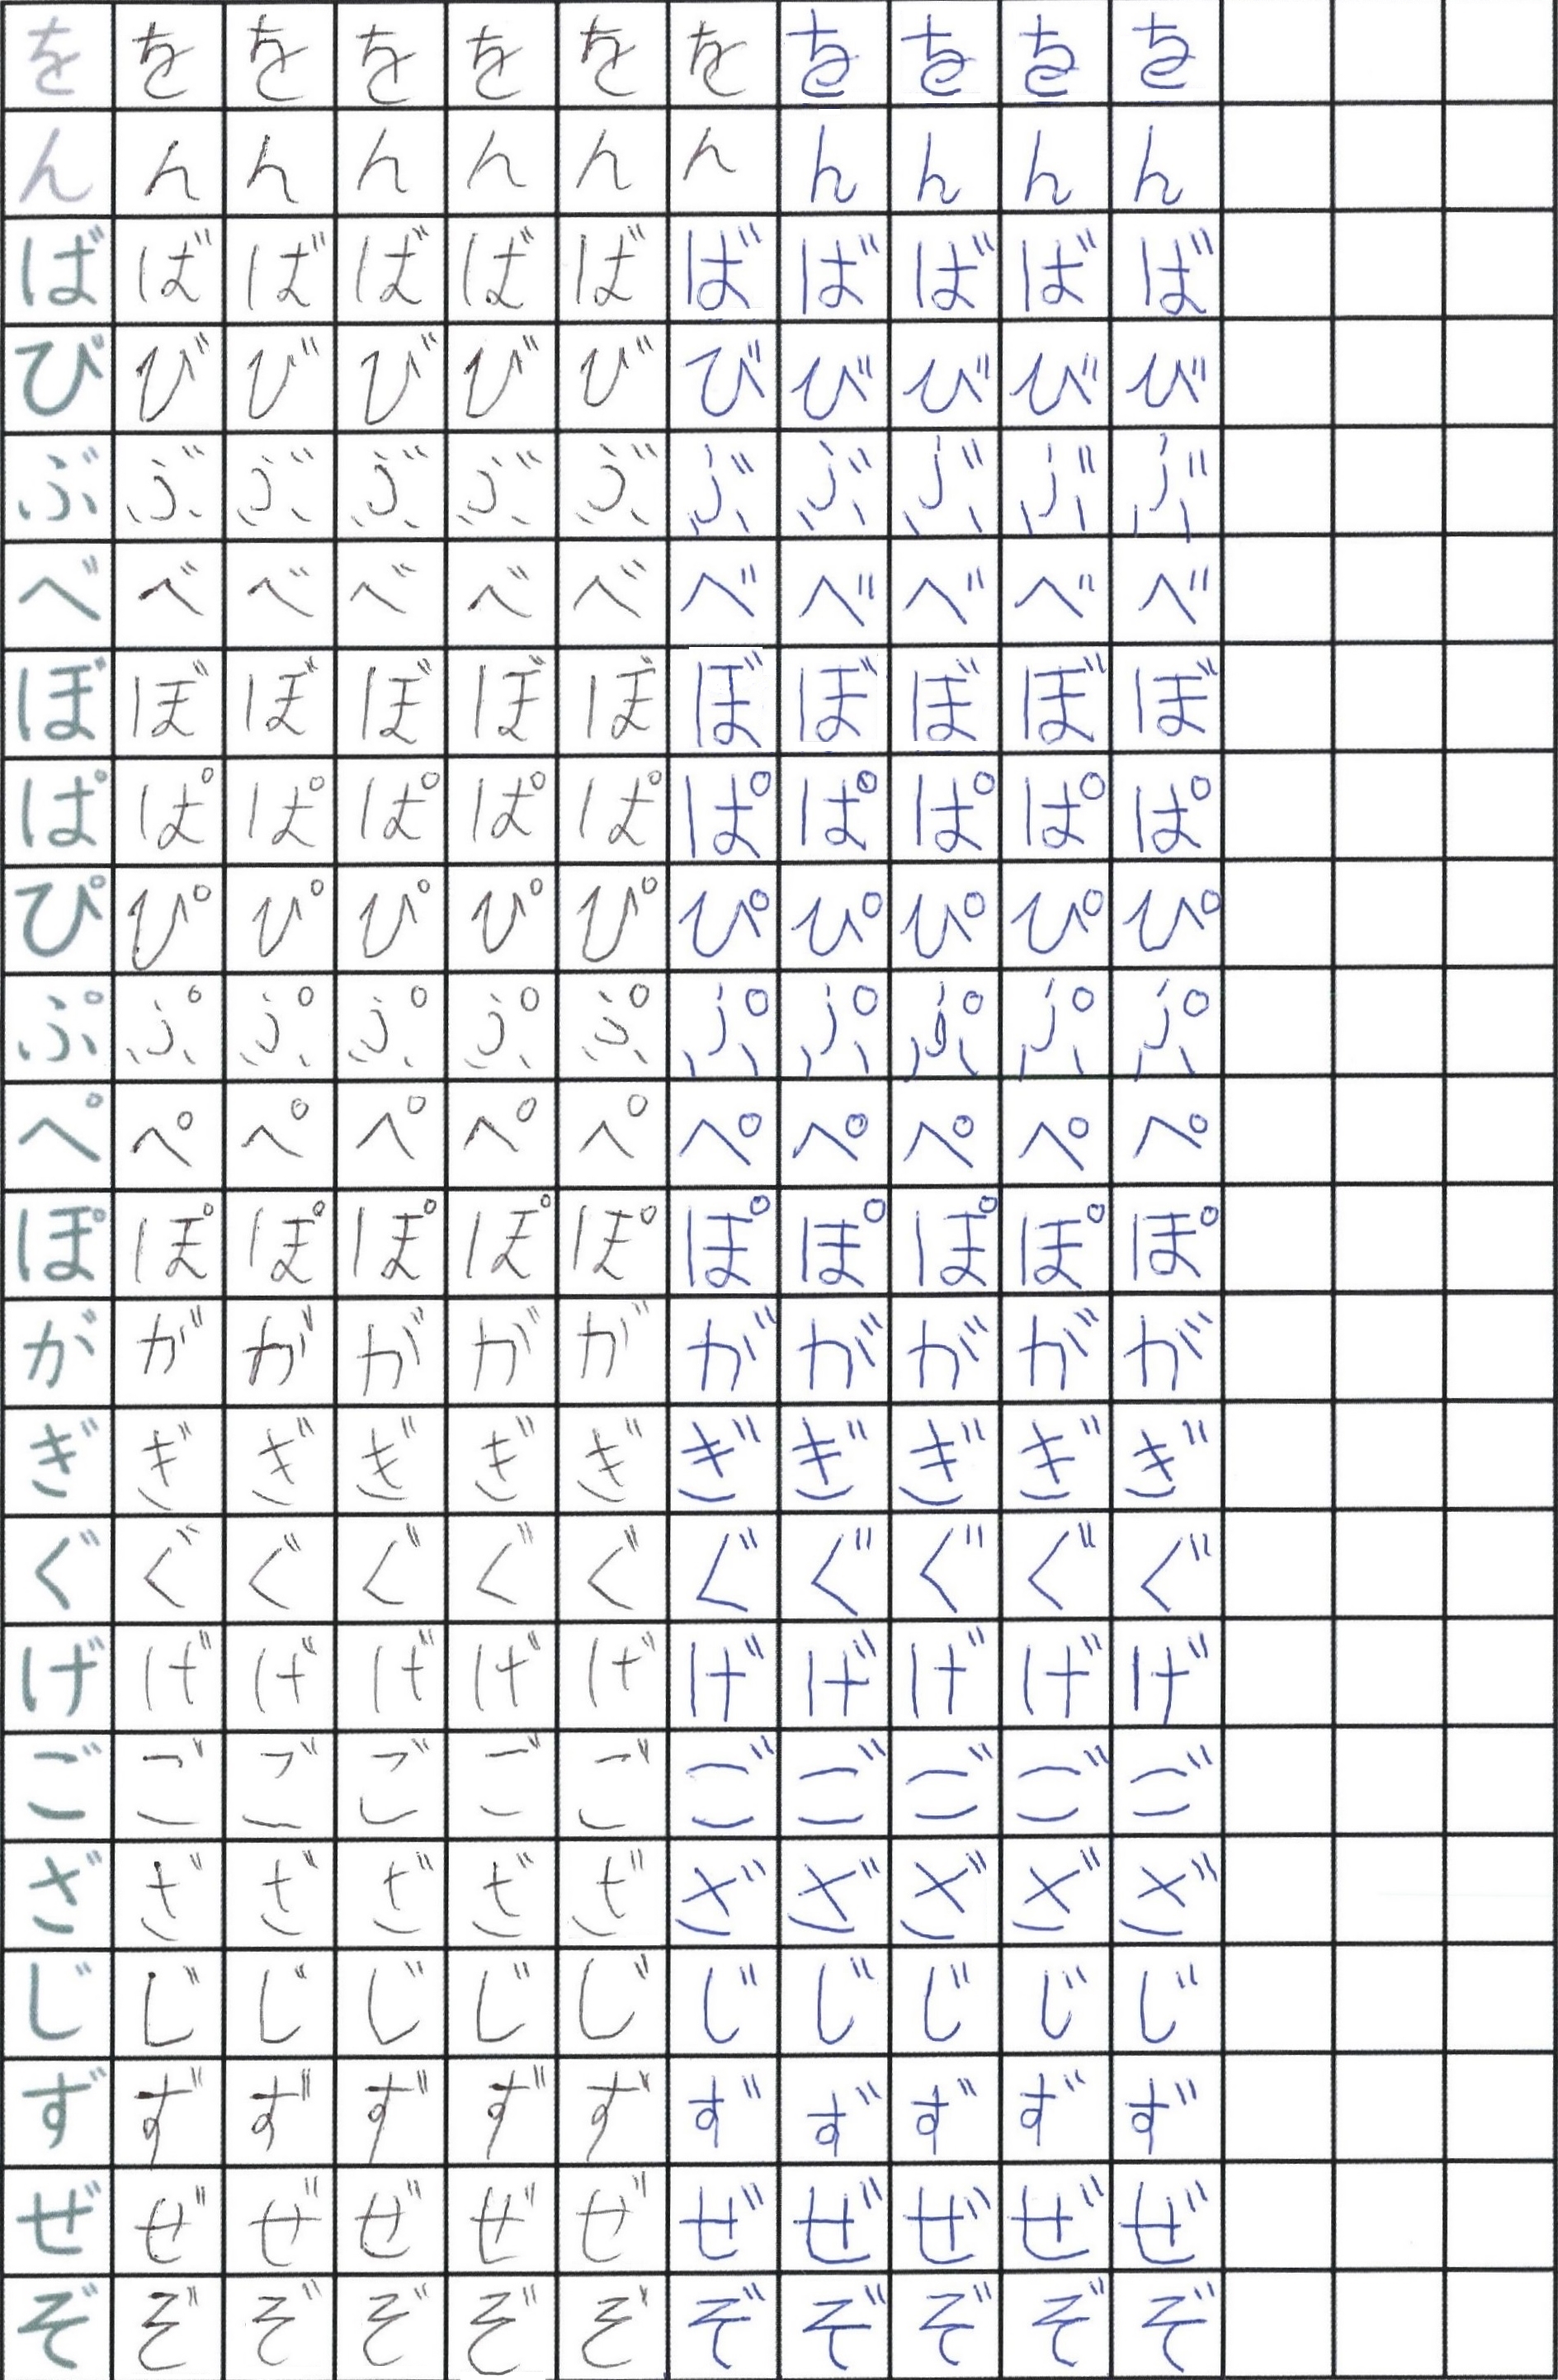 を を を を を を を を を を を
ん ん ん ん ん ん ん ん ん ん ん
ば ば ば ば ば ば ば ば ば ば ば
び び び び び び び び び び び
ぶ ぶ ぶ ぶ ぶ ぶ ぶ ぶ ぶ ぶ ぶ
べ べ べ べ べ べ べ べ べ べ べ
ぼ ぼ ぼ ぼ ぼ ぼ ぼ ぼ ぼ ぼ ぼ
ぱ ぱ ぱ ぱ ぱ ぱ ぱ ぱ ぱ ぱ ぱ
ぴ ぴ ぴ ぴ ぴ ぴ ぴ ぴ ぴ ぴ ぴ
ぷ ぷ ぷ ぷ ぷ ぷ ぷ ぷ ぷ ぷ ぷ
ぺ ぺ ぺ ぺ ぺ ぺ ぺ ぺ ぺ ぺ ぺ
ぽ ぽ ぽ ぽ ぽ ぽ ぽ ぽ ぽ ぽ ぽ
が が が が が が が が が が が
ぎ ぎ ぎ ぎ ぎ ぎ ぎ ぎ ぎ ぎ ぎ
ぐ ぐ ぐ ぐ ぐ ぐ ぐ ぐ ぐ ぐ ぐ
げ げ げ げ げ げ げ げ げ げ げ
ご ご ご ご ご ご ご ご ご ご ご
ざ ざ ざ ざ ざ ざ ざ ざ ざ ざ ざ
じ じ じ じ じ じ じ じ じ じ じ
ず ず ず ず ず ず ず ず ず ず ず
ぜ ぜ ぜ ぜ ぜ ぜ ぜ ぜ ぜ ぜ ぜ
ぞ ぞ ぞ ぞ ぞ ぞ ぞ ぞ ぞ ぞ ぞ